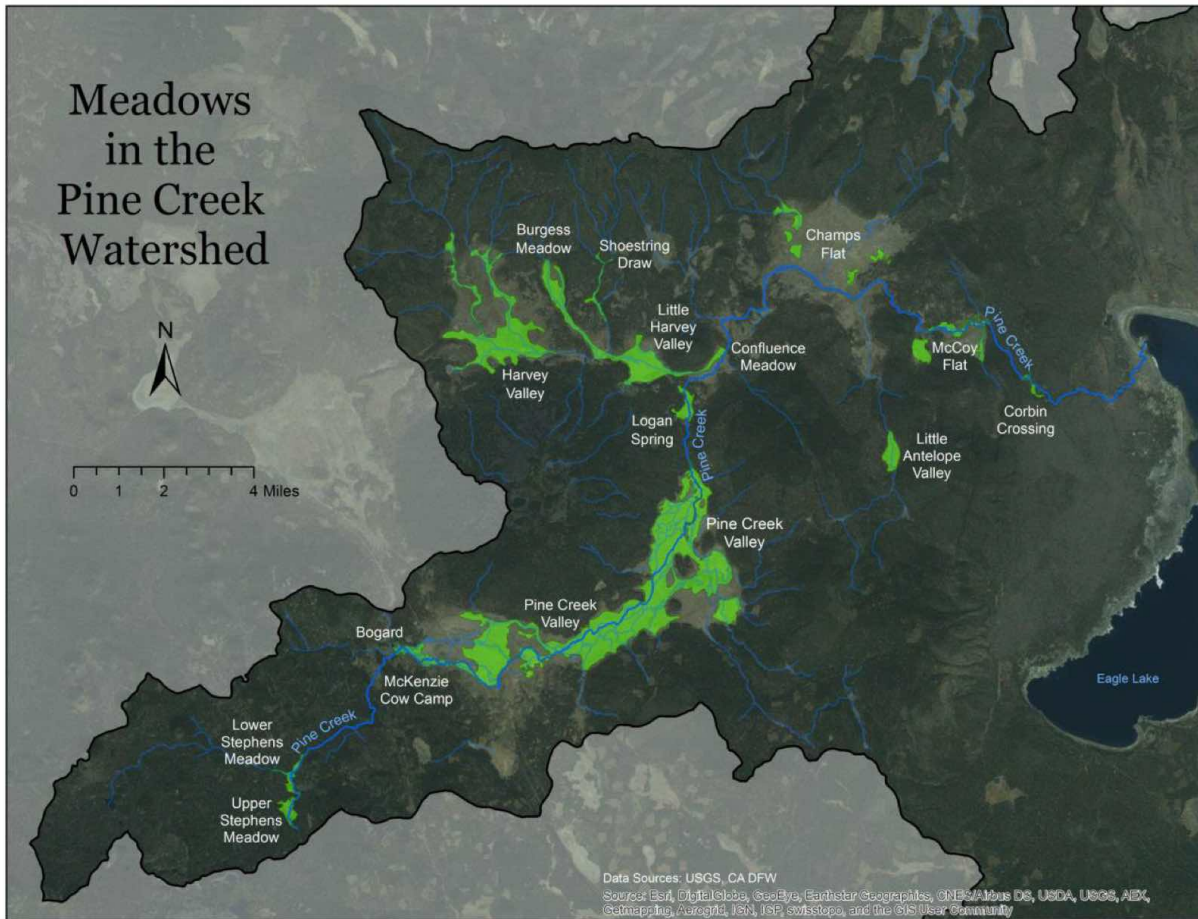 Meadows
in the
Pine Creek
Watershed
N
0 1 2 4 Miles
Burgess
Meadow
Shoestring
Draw
Champs
Flat
Little
Harvey
Valley
Harvey
Valley
Confluence
Meadow
Pine Creek
McCoy
Flat
Corbin
Crossing
Logan
Spring
Pine Creek
Little
Antelope
Valley
Pine Creek
Valley
Pine Creek
Valley
Bogard
McKenzie
Cow Camp
Eagle Lake
Lower
Stephens
Meadow
Pine Creek
Upper
Stephens
Meadow
Data Sources: USGS, CA DFW
Source: Esri, DigitalGlobe, GeoEye, Earthstar Geographics, CNES/Airbus DS, USDA, USGS, AEX,
Getmapping, Aerogrid, IGN, IGP, swisstopo, and the GIS User Community